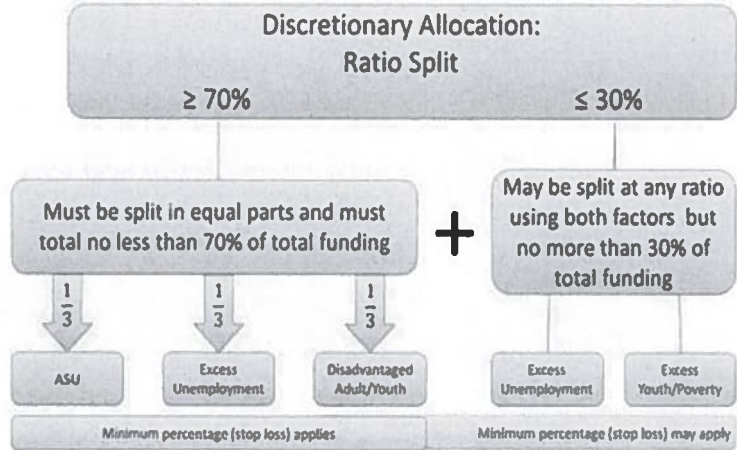 Discretionary Allocation:
Ratio Split
≥ 70%
≤ 30%
Must be split in equal parts and must
total no less than 70% of total funding
+
May be split at any ratio
using both factors but
no more than 30% of
total funding
1/3
1/3
1/3
ASU
Excess
Unemployment
Disadvantaged
Adult/Youth
Excess
Unemployment
Excess
Youth/Poverty
Minimum percentage (stop loss) applies
Minimum percentage (stop loss) may apply